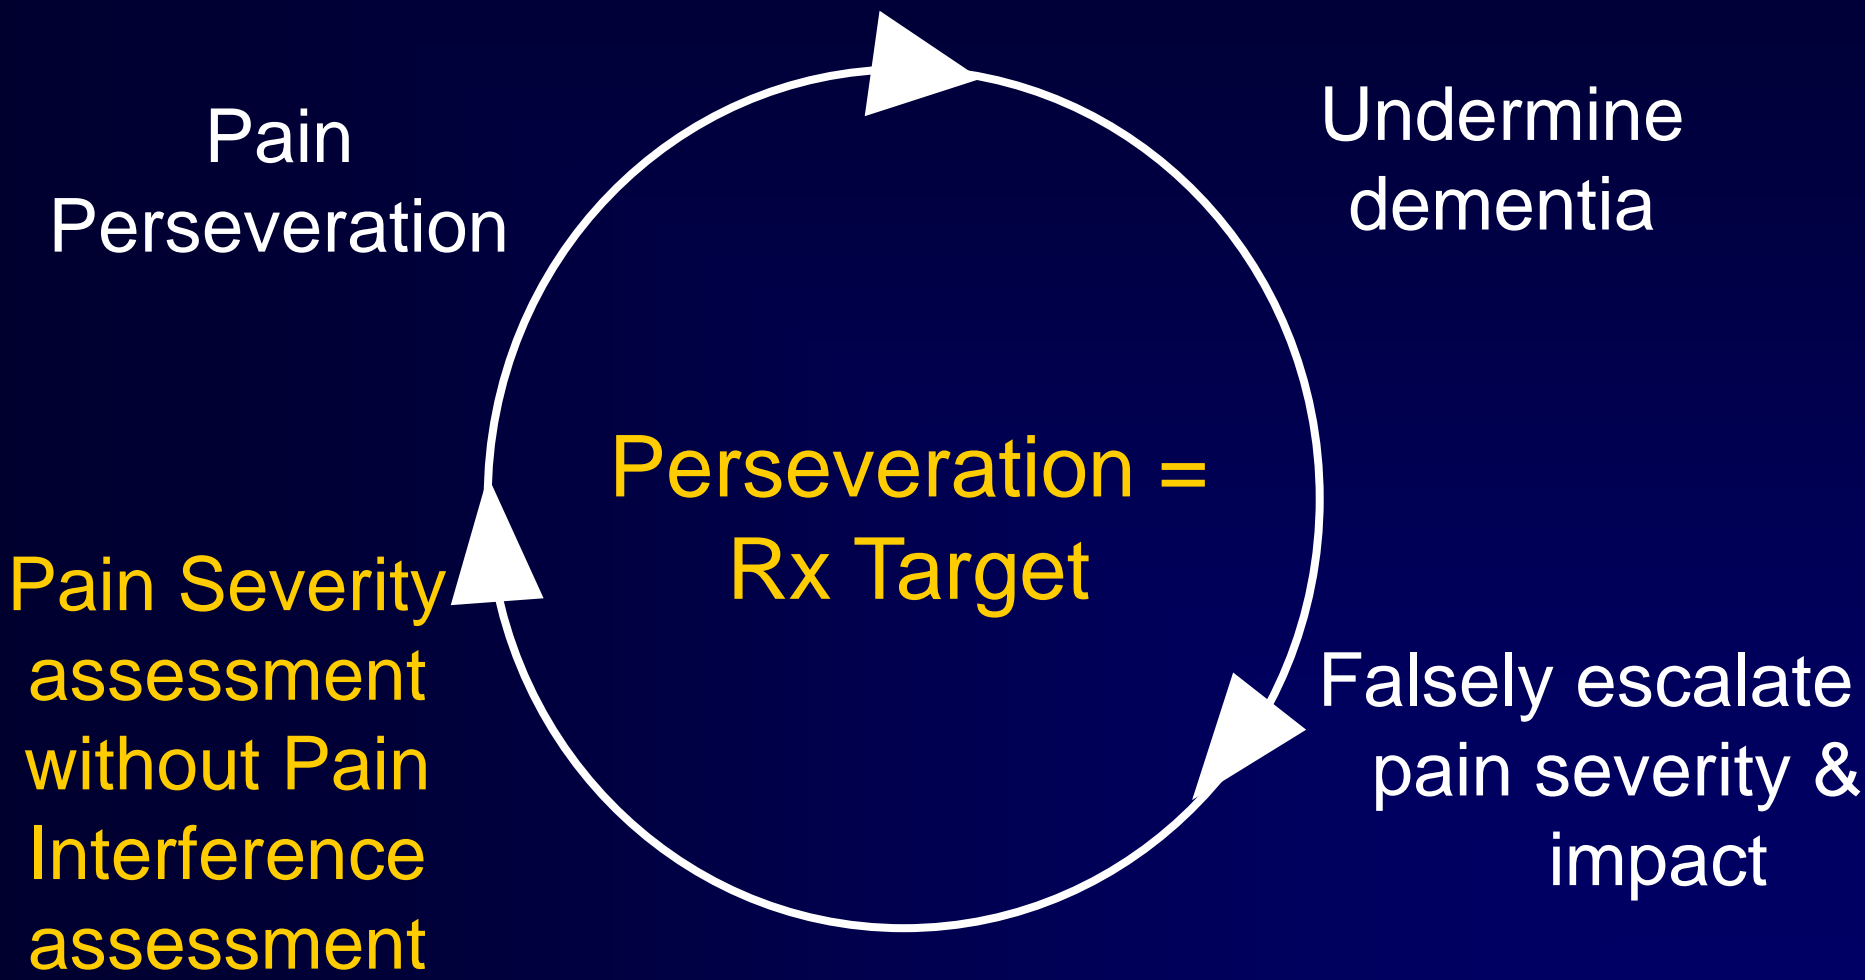 Pain
Perseveration
Undermine
dementia
Perseveration =
Rx Target
Pain Severity
assessment
without Pain
Interference
assessment
Falsely escalate
pain severity &
impact